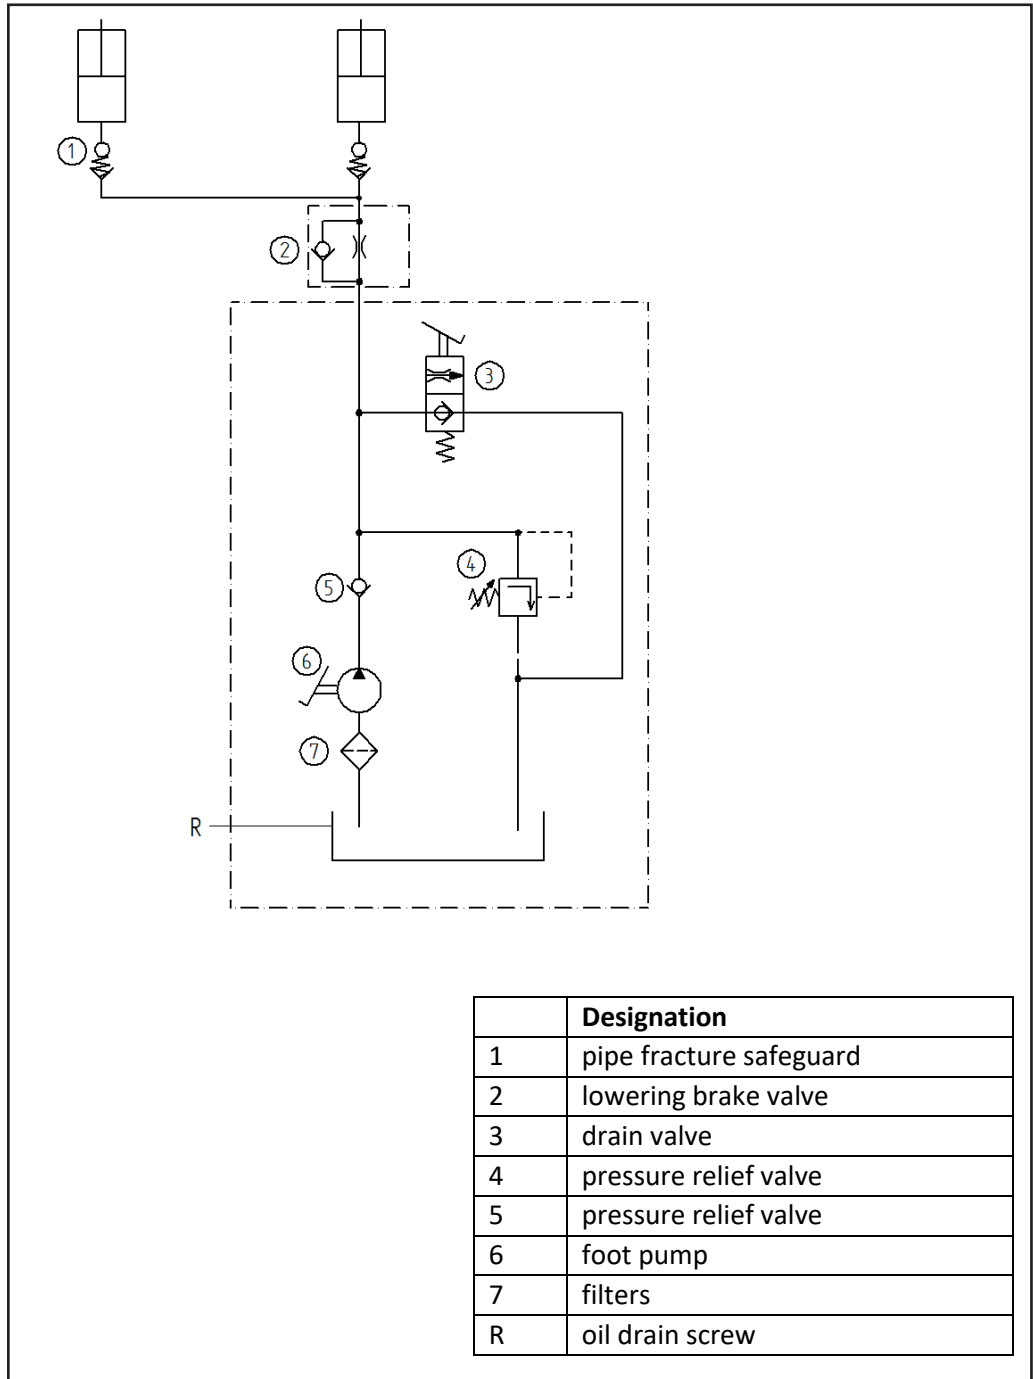 1
2
3
4
5
6
7
R
Designation
1 pipe fracture safeguard
2 lowering brake valve
3 drain valve
4 pressure relief valve
5 pressure relief valve
6 foot pump
7 filters
R oil drain screw